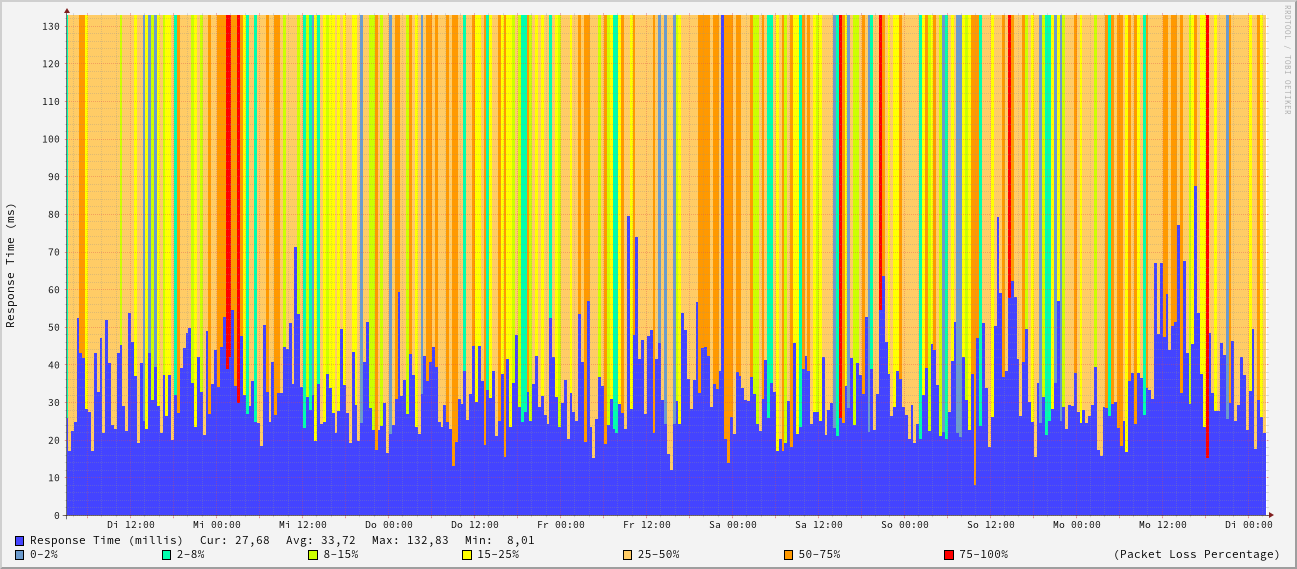 RRDTOOL / TOBI OETIKER
Response Time (ms)
130
120
110
100
90
80
70
60
50
40
30
20
10
0
Di 12:00 Mi 00:00 Mi 12:00 Do 00:00 Do 12:00 Fr 00:00 Fr 12:00 Sa 00:00 Sa 12:00 So 00:00 So 12:00 Mo 00:00 Mo 12:00 Di 00:00
Response Time (millis) Cur: 27,68 Avg: 33,72 Max: 132,83 Min: 8,01
0-2% 2-8% 8-15% 15-25% 25-50% 50-75% 75-100% (Packet Loss Percentage)